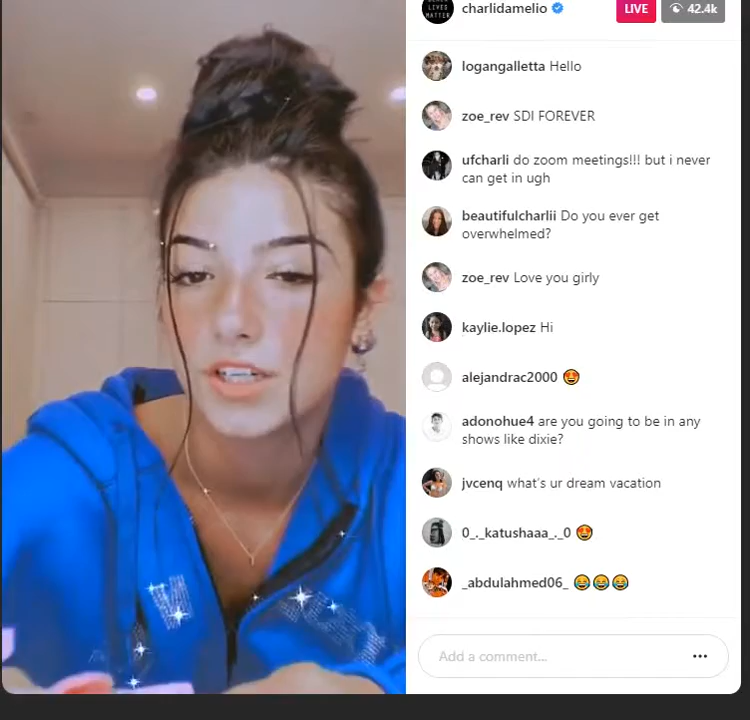 LIVES
MATTER
charlidamelio
LIVE
42.4k
logangalletta Hello
zoe_rev SDI FOREVER
ufcharli do zoom meetings!!! but i never
can get in ugh
beautifulcharlii Do you ever get
overwhelmed?
zoe_rev Love you girly
kaylie.lopez Hi
alejandrac2000 🤩
adonohue4 are you going to be in any
shows like dixie?
jvcenq what's ur dream vacation
0_._katushaaa_._0 🤩
_abdulahmed06_ 😂😂😂
Add a comment...